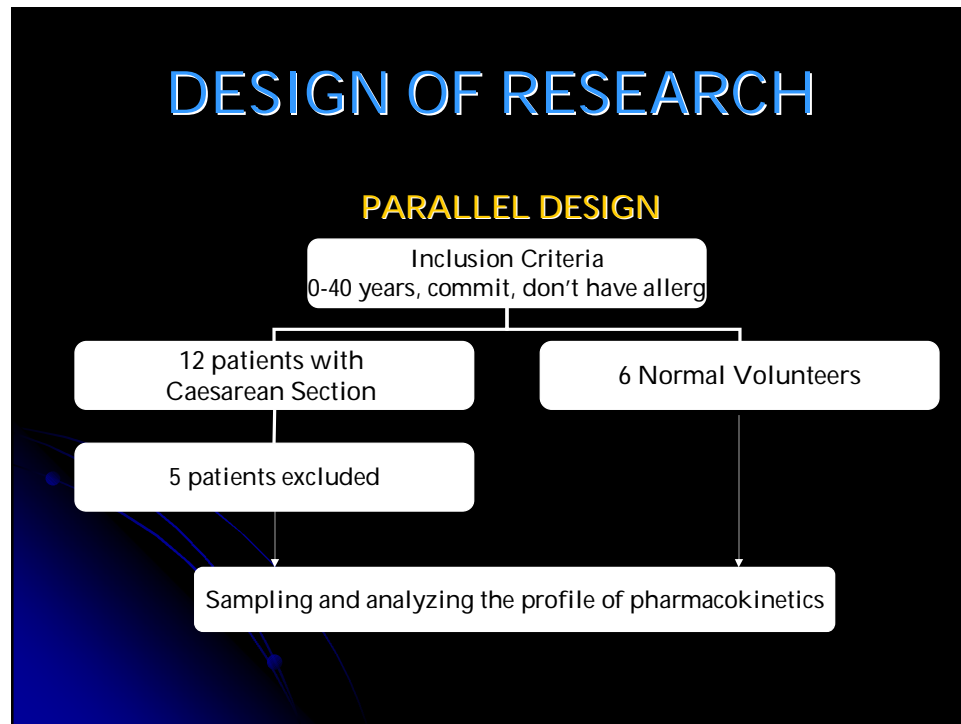 DESIGN OF RESEARCH
PARALLEL DESIGN
Inclusion Criteria
0-40 years, commit, don't have allerg
12 patients with
Caesarean Section
6 Normal Volunteers
5 patients excluded
Sampling and analyzing the profile of pharmacokinetics